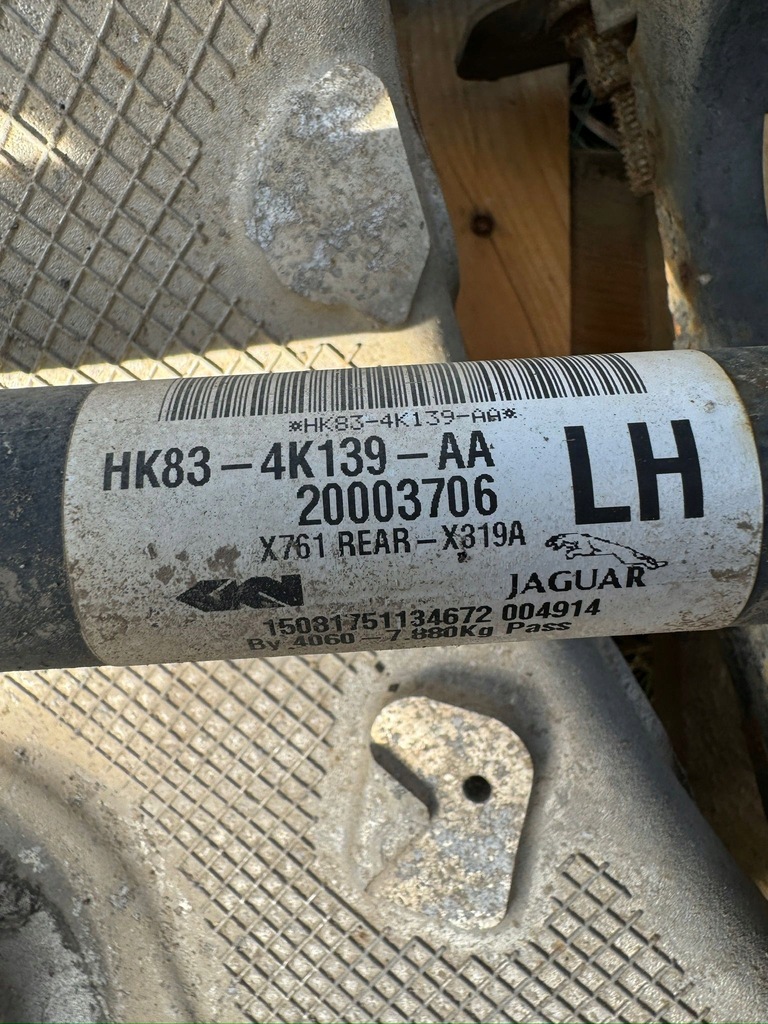 *HK83-4K139-AA*
HK83-4K139-AA
LH
20003706
X761 REAR-X319A
GKN
JAGUAR
15081751134672 004914
By 4060-7.880Kg Pass